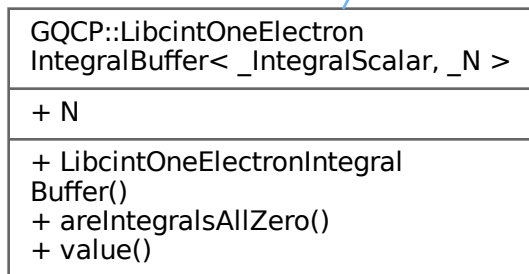 GQCP::LibcintOneElectron
IntegralBuffer< _IntegralScalar, _N >
+ N
+ LibcintOneElectronIntegral
Buffer()
+ areIntegralsAllZero()
+ value()